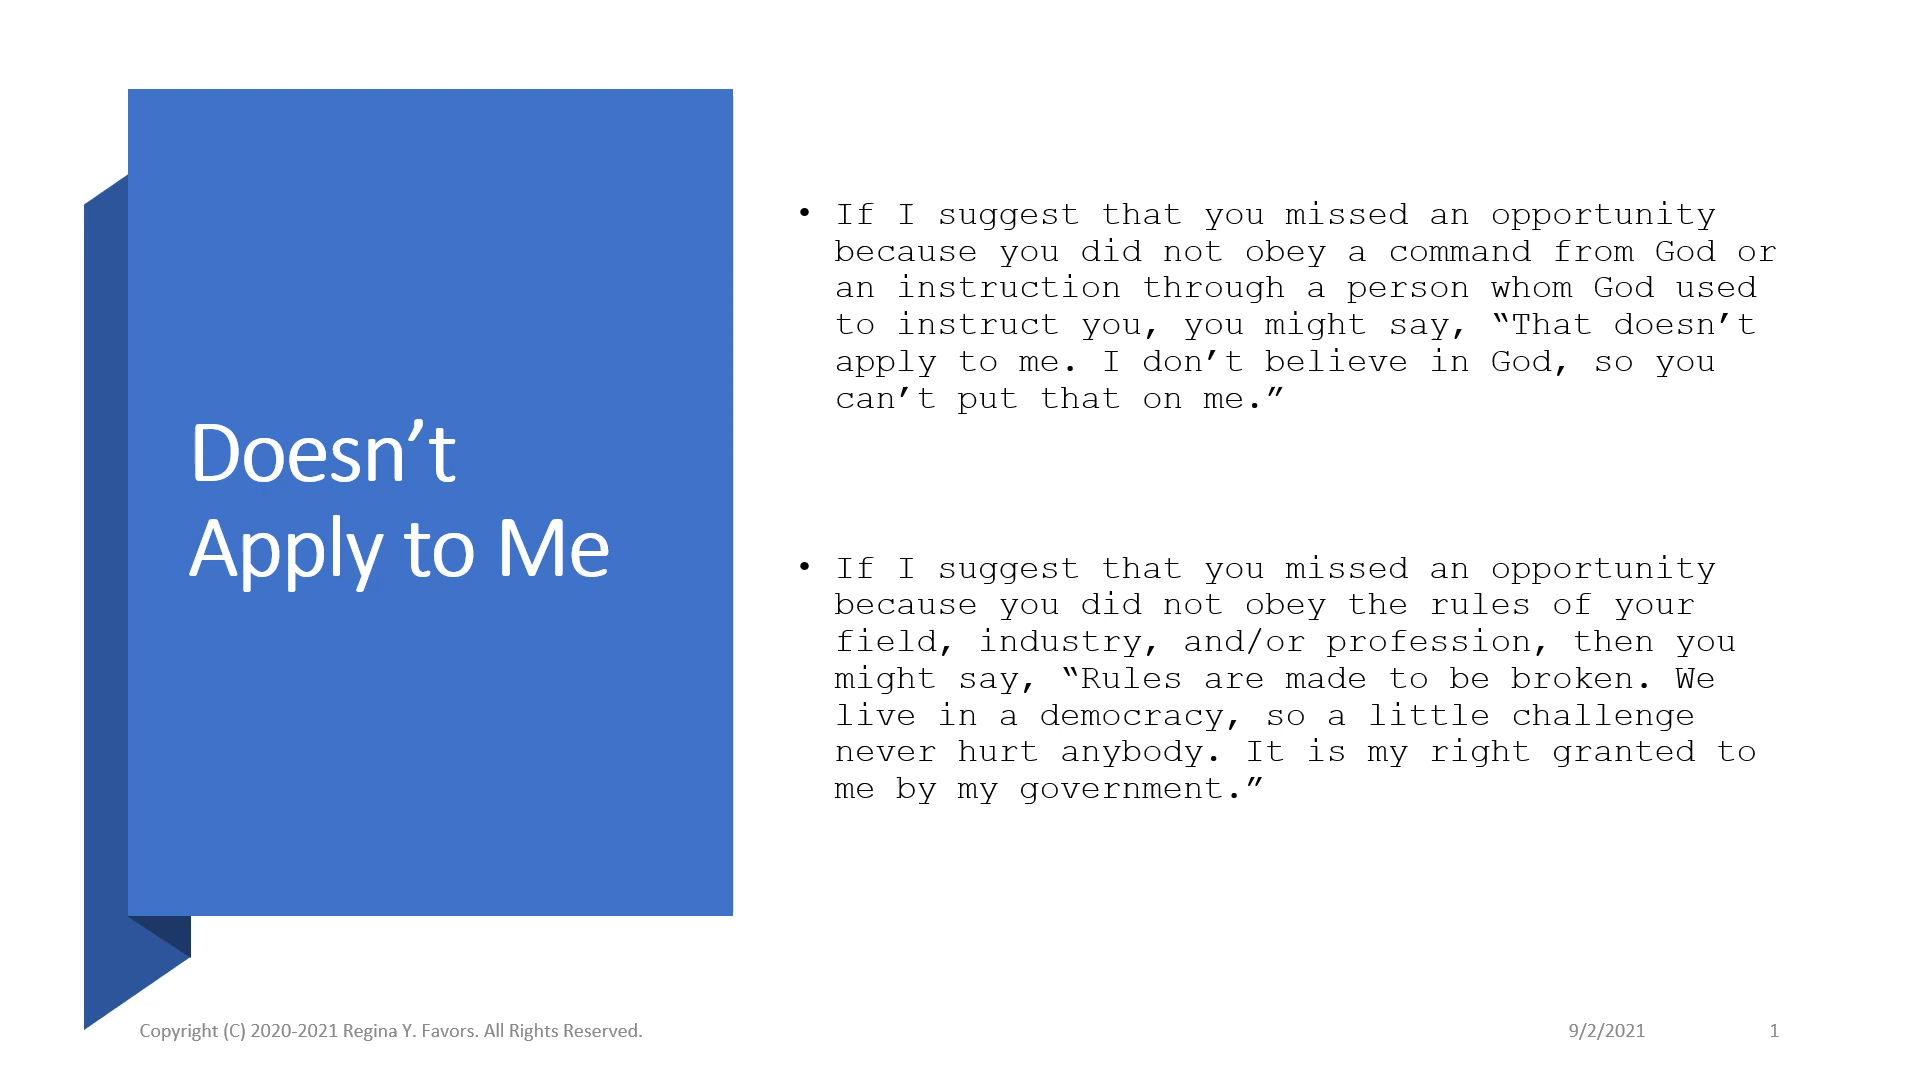 Doesn’t
Apply to Me
• If I suggest that you missed an opportunity
because you did not obey a command from God or
an instruction through a person whom God used
to instruct you, you might say, “That doesn’t
apply to me. I don’t believe in God, so you
can’t put that on me.”
• If I suggest that you missed an opportunity
because you did not obey the rules of your
field, industry, and/or profession, then you
might say, “Rules are made to be broken. We
live in a democracy, so a little challenge
never hurt anybody. It is my right granted to
me by my government.”
Copyright (C) 2020-2021 Regina Y. Favors. All Rights Reserved.
9/2/2021
1